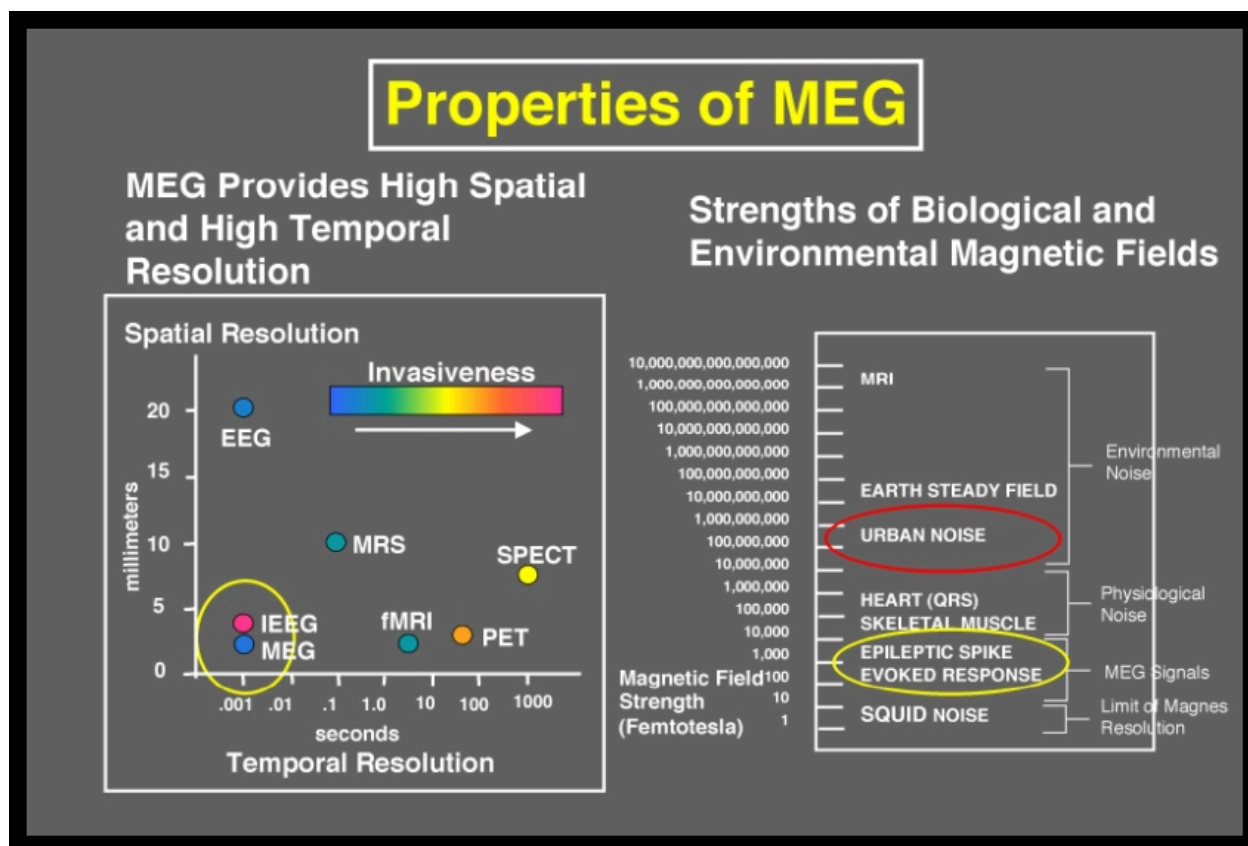 Properties of MEG
MEG Provides High Spatial
and High Temporal
Resolution
Spatial Resolution
Invasiveness
millimeters
20
15
10
5
0
EEG
MRS
SPECT
IEEG
MEG
fMRI
PET
.001
.01
.1
1.0
10
100
1000
seconds
Temporal Resolution
Strengths of Biological and
Environmental Magnetic Fields
10,000,000,000,000,000
1,000,000,000,000,000
100,000,000,000,000
10,000,000,000,000
1,000,000,000,000
100,000,000,000
10,000,000,000
1,000,000,000
100,000,000
10,000,000
1,000,000
100,000
10,000
1,000
100
10
1
Magnetic Field
Strength
(Femtotesla)
MRI
EARTH STEADY FIELD
URBAN NOISE
HEART (QRS)
SKELETAL MUSCLE
EPILEPTIC SPIKE
EVOKED RESPONSE
SQUID NOISE
Environmental
Noise
Physiological
Noise
MEG Signals
Limit of Magnes
Resolution